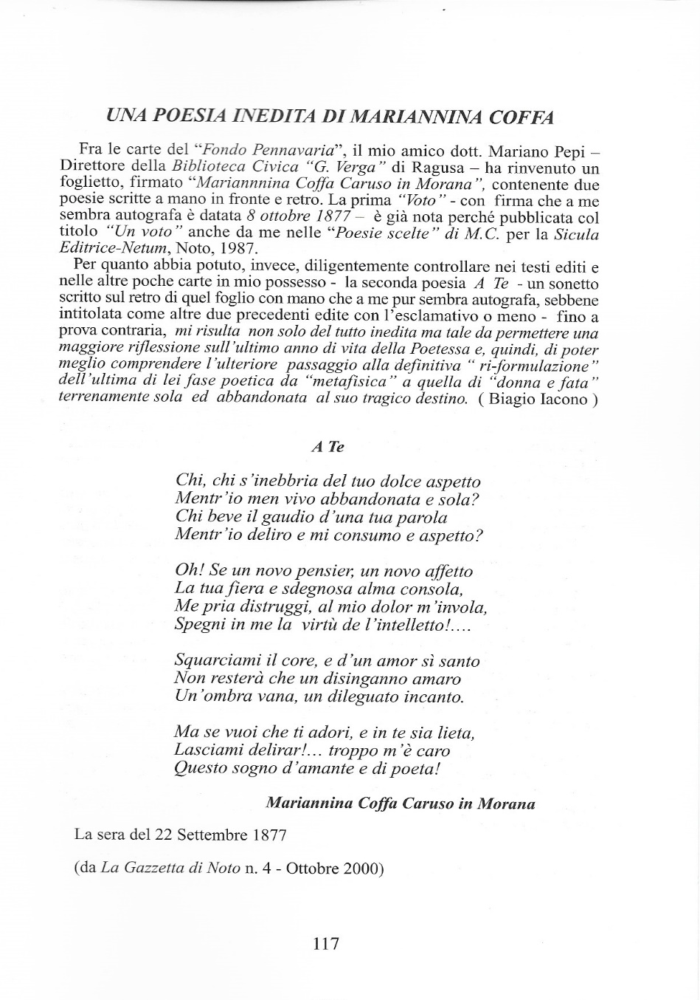 UNA POESIA INEDITA DI MARIANNINA COFFA
Fra le carte del “Fondo Pennavaria”, il mio amico dott. Mariano Pepi –
Direttore della Biblioteca Civica “G. Verga” di Ragusa – ha rinvenuto un
foglietto, firmato “Mariannnina Coffa Caruso in Morana”, contenente due
poesie scritte a mano in fronte e retro. La prima “Voto” - con firma che a me
sembra autografa è datata 8 ottobre 1877 – è già nota perché pubblicata col
titolo “Un voto” anche da me nelle “Poesie scelte” di M.C. per la Sicula
Editrice-Netum, Noto, 1987.
Per quanto abbia potuto, invece, diligentemente controllare nei testi editi e
nelle altre poche carte in mio possesso - la seconda poesia A Te - un sonetto
scritto sul retro di quel foglio con mano che a me pur sembra autografa, sebbene
intitolata come altre due precedenti edite con l’esclamativo o meno - fino a
prova contraria, mi risulta non solo del tutto inedita ma tale da permettere una
maggiore riflessione sull’ultimo anno di vita della Poetessa e, quindi, di poter
meglio comprendere l’ulteriore passaggio alla definitiva “ ri-formulazione”
dell’ultima di lei fase poetica da “metafisica” a quella di “donna e fata”
terrenamente sola ed abbandonata al suo tragico destino. ( Biagio Iacono )
A Te
Chi, chi s’inebbria del tuo dolce aspetto
Mentr’io men vivo abbandonata e sola?
Chi beve il gaudio d’una tua parola
Mentr’io deliro e mi consumo e aspetto?
Oh! Se un novo pensier, un novo affetto
La tua fiera e sdegnosa alma consola,
Me pria distruggi, al mio dolor m’invola,
Spegni in me la virtù de l’intelletto!....
Squarciami il core, e d’un amor sì santo
Non resterà che un disinganno amaro
Un’ombra vana, un dileguato incanto.
Ma se vuoi che ti adori, e in te sia lieta,
Lasciami delirar!... troppo m’è caro
Questo sogno d’amante e di poeta!
Mariannina Coffa Caruso in Morana
La sera del 22 Settembre 1877
(da La Gazzetta di Noto n. 4 - Ottobre 2000)
117